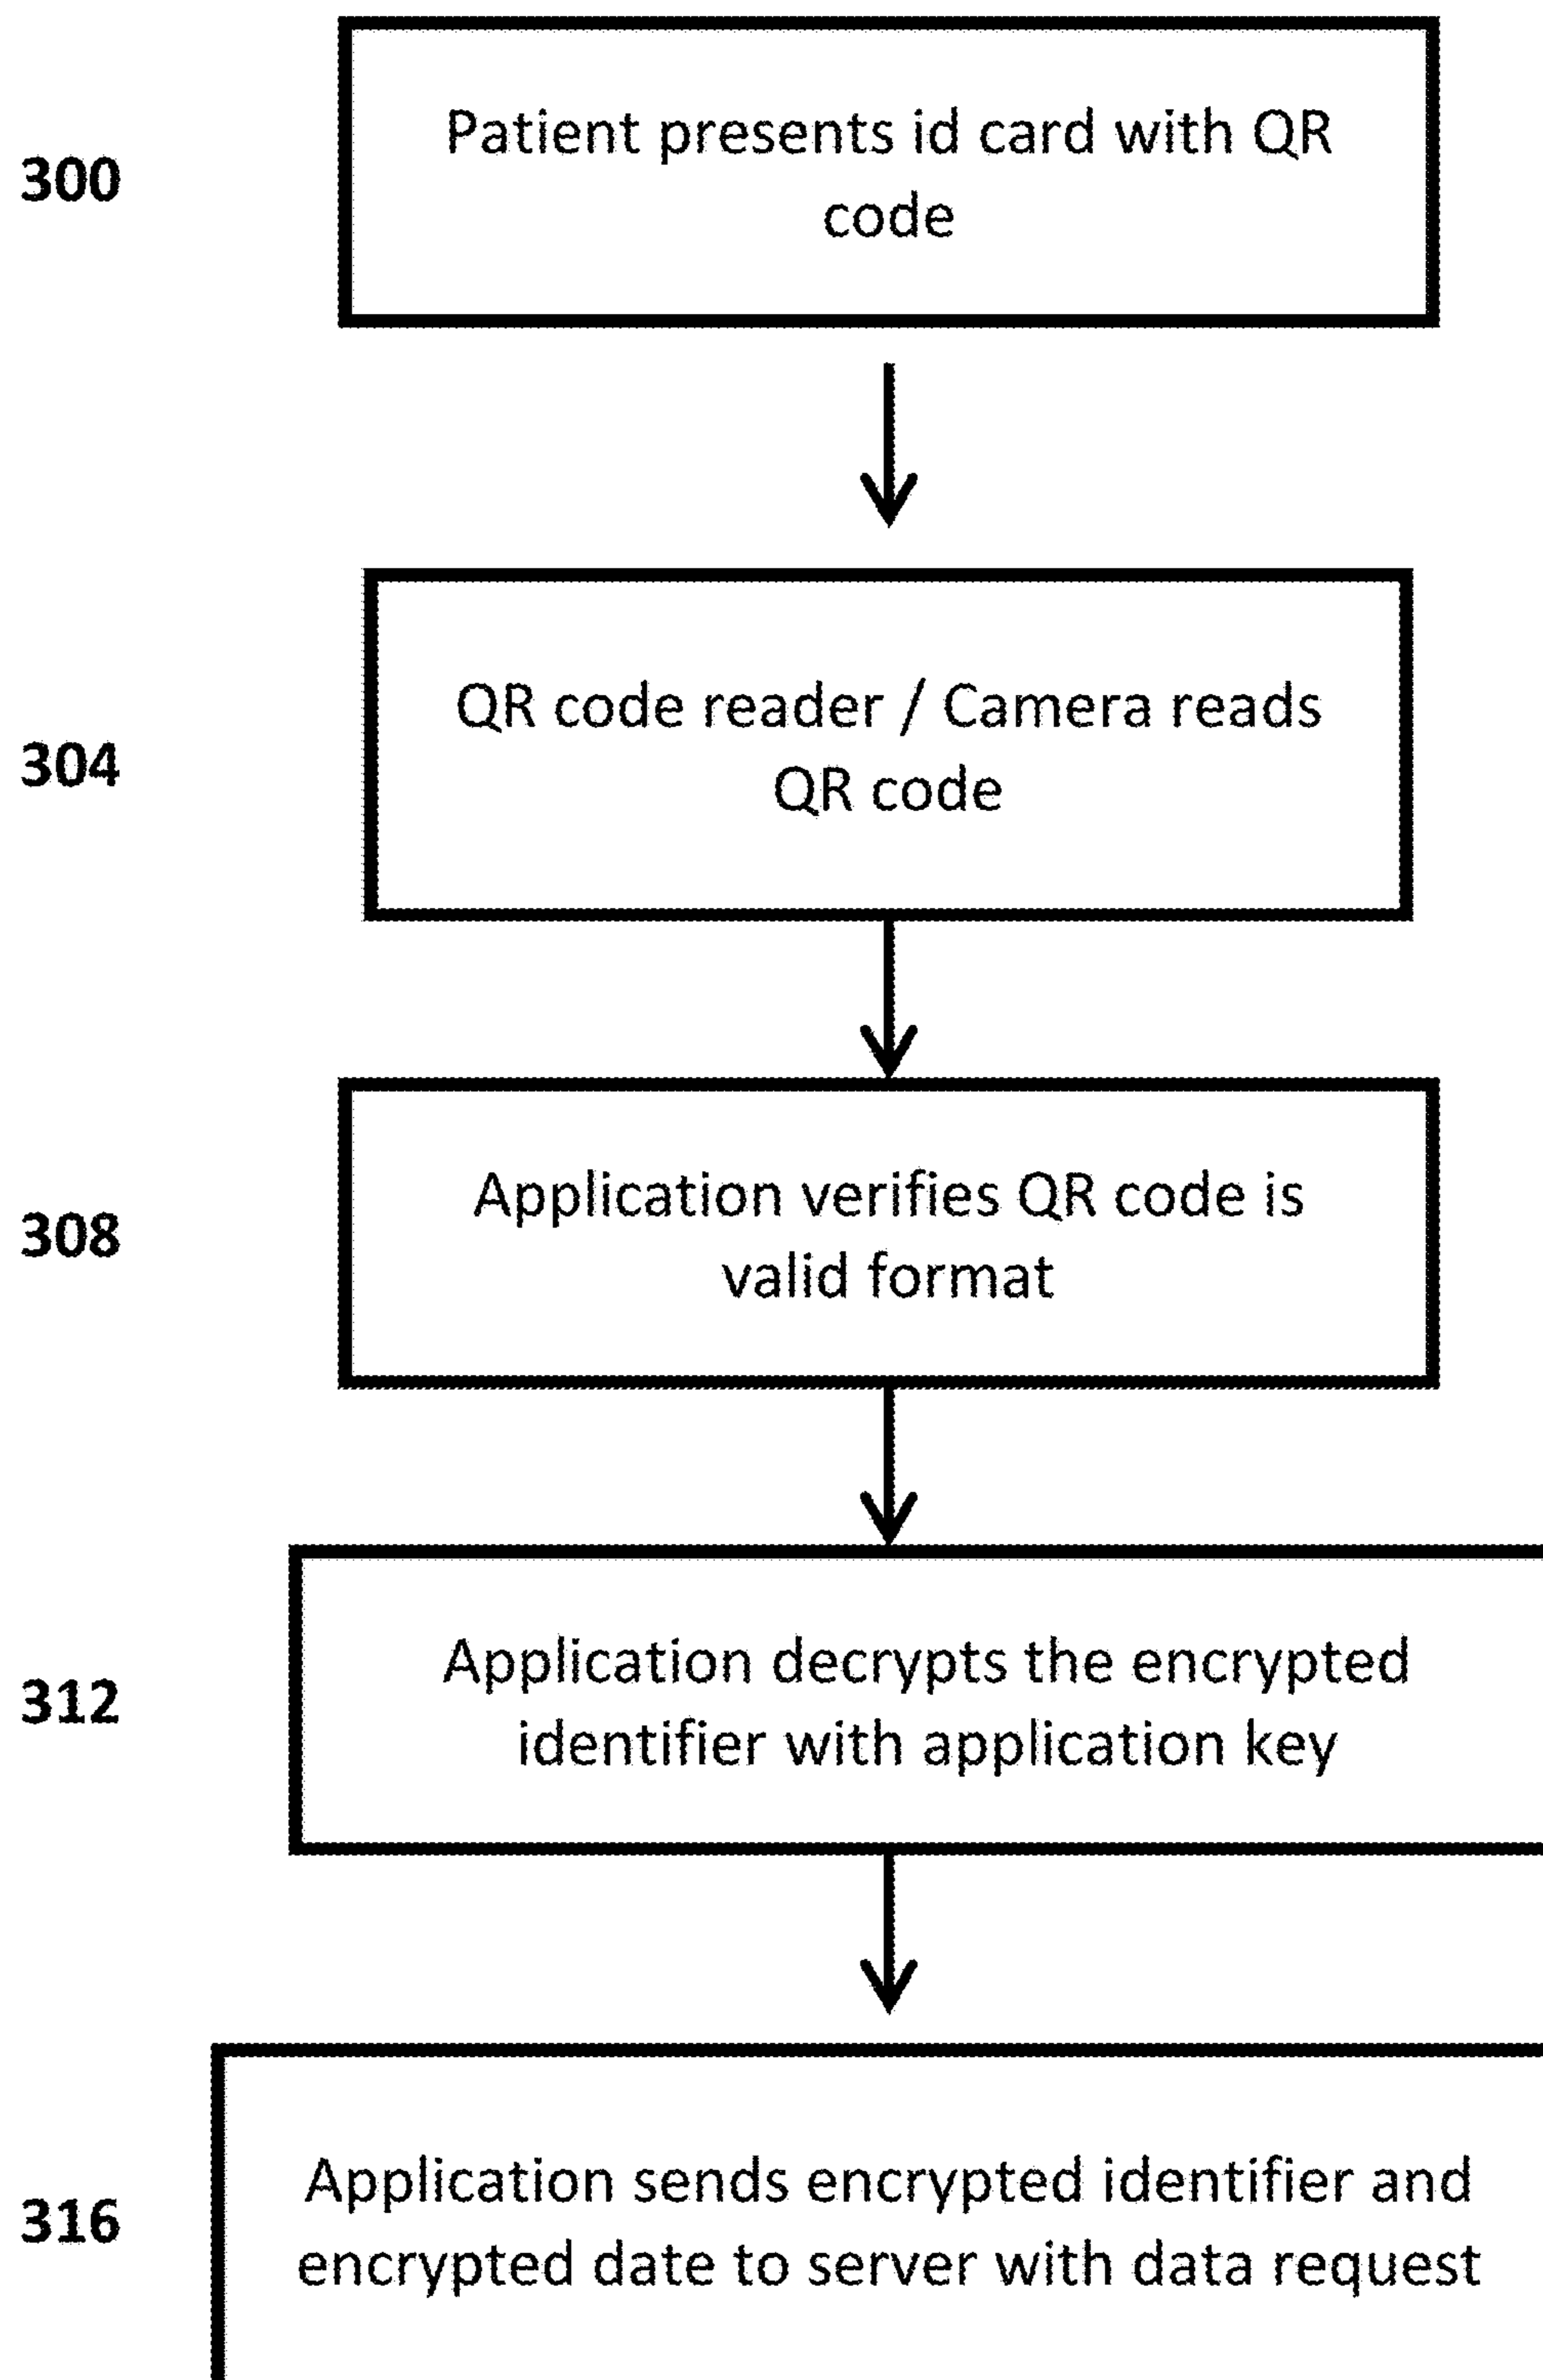 300
Patient presents id card with QR
code
304
QR code reader / Camera reads
QR code
308
Application verifies QR code is
valid format
312
Application decrypts the encrypted
identifier with application key
316
Application sends encrypted identifier and
encrypted date to server with data request